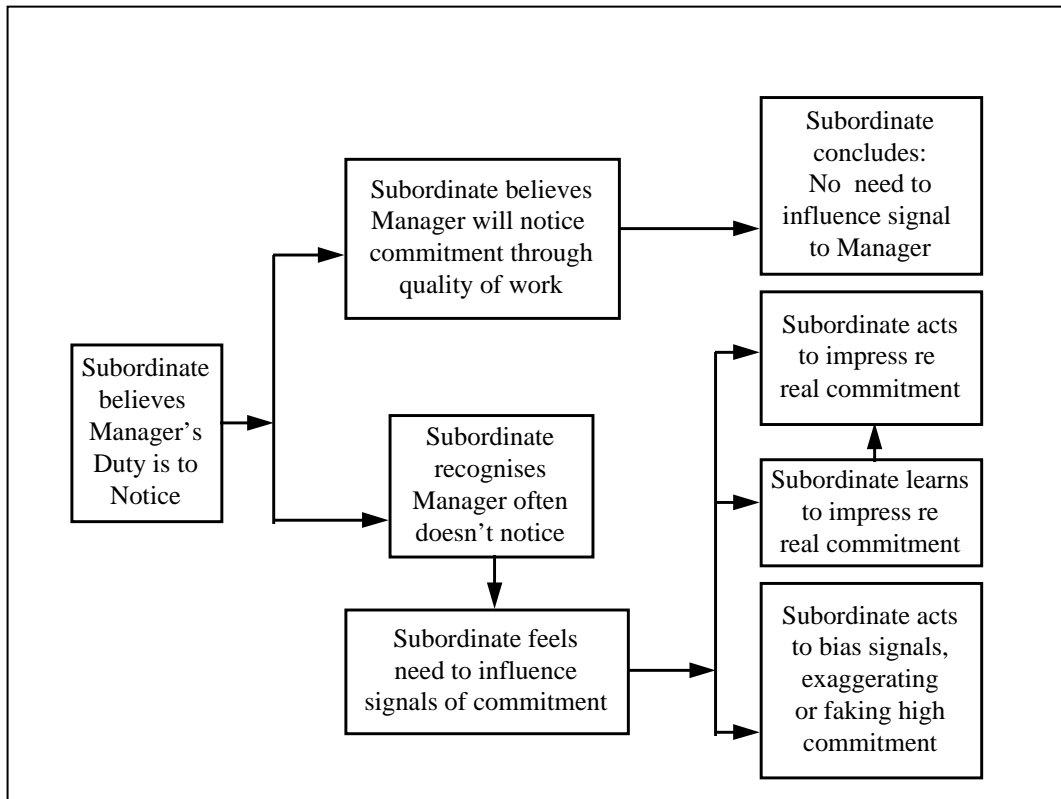 Subordinate
believes
Manager's
Duty is to
Notice
Subordinate believes
Manager will notice
commitment through
quality of work
Subordinate
concludes:
No need to
influence signal
to Manager
Subordinate
recognises
Manager often
doesn't notice
Subordinate feels
need to influence
signals of commitment
Subordinate acts
to impress re
real commitment
Subordinate learns
to impress re
real commitment
Subordinate acts
to bias signals,
exaggerating
or faking high
commitment